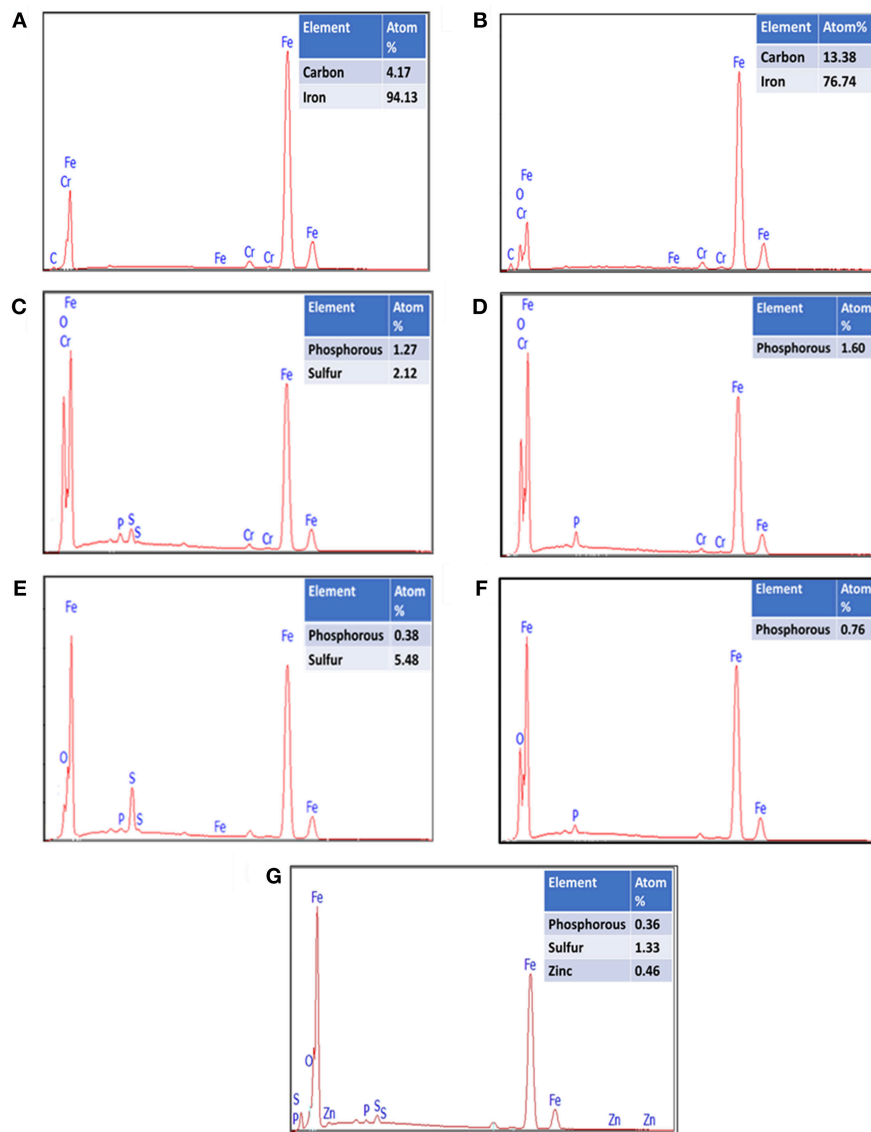 A
Fe
Element Atom
%
Carbon 4.17
Iron 94.13
Fe
Cr
C
Fe
Cr
Cr
Fe
B
Element Atom%
Carbon 13.38
Iron 76.74
Fe
Fe
O
Cr
C
Fe
Cr
Cr
Fe
C
Fe
O
Cr
Element Atom
%
Phosphorous 1.27
Sulfur 2.12
Fe
P
S
S
Cr
Cr
Fe
D
Fe
O
Cr
Element Atom
%
Phosphorous 1.60
Fe
P
Cr
Cr
Fe
E
Fe
Element Atom
%
Phosphorous 0.38
Sulfur 5.48
Fe
O
S
P
S
Fe
Fe
F
Fe
Element Atom
%
Phosphorous 0.76
Fe
O
P
Fe
G
Fe
Element Atom
%
Phosphorous 0.36
Sulfur 1.33
Zinc 0.46
Fe
O
S
P
Zn
P
S
S
Fe
Zn
Zn